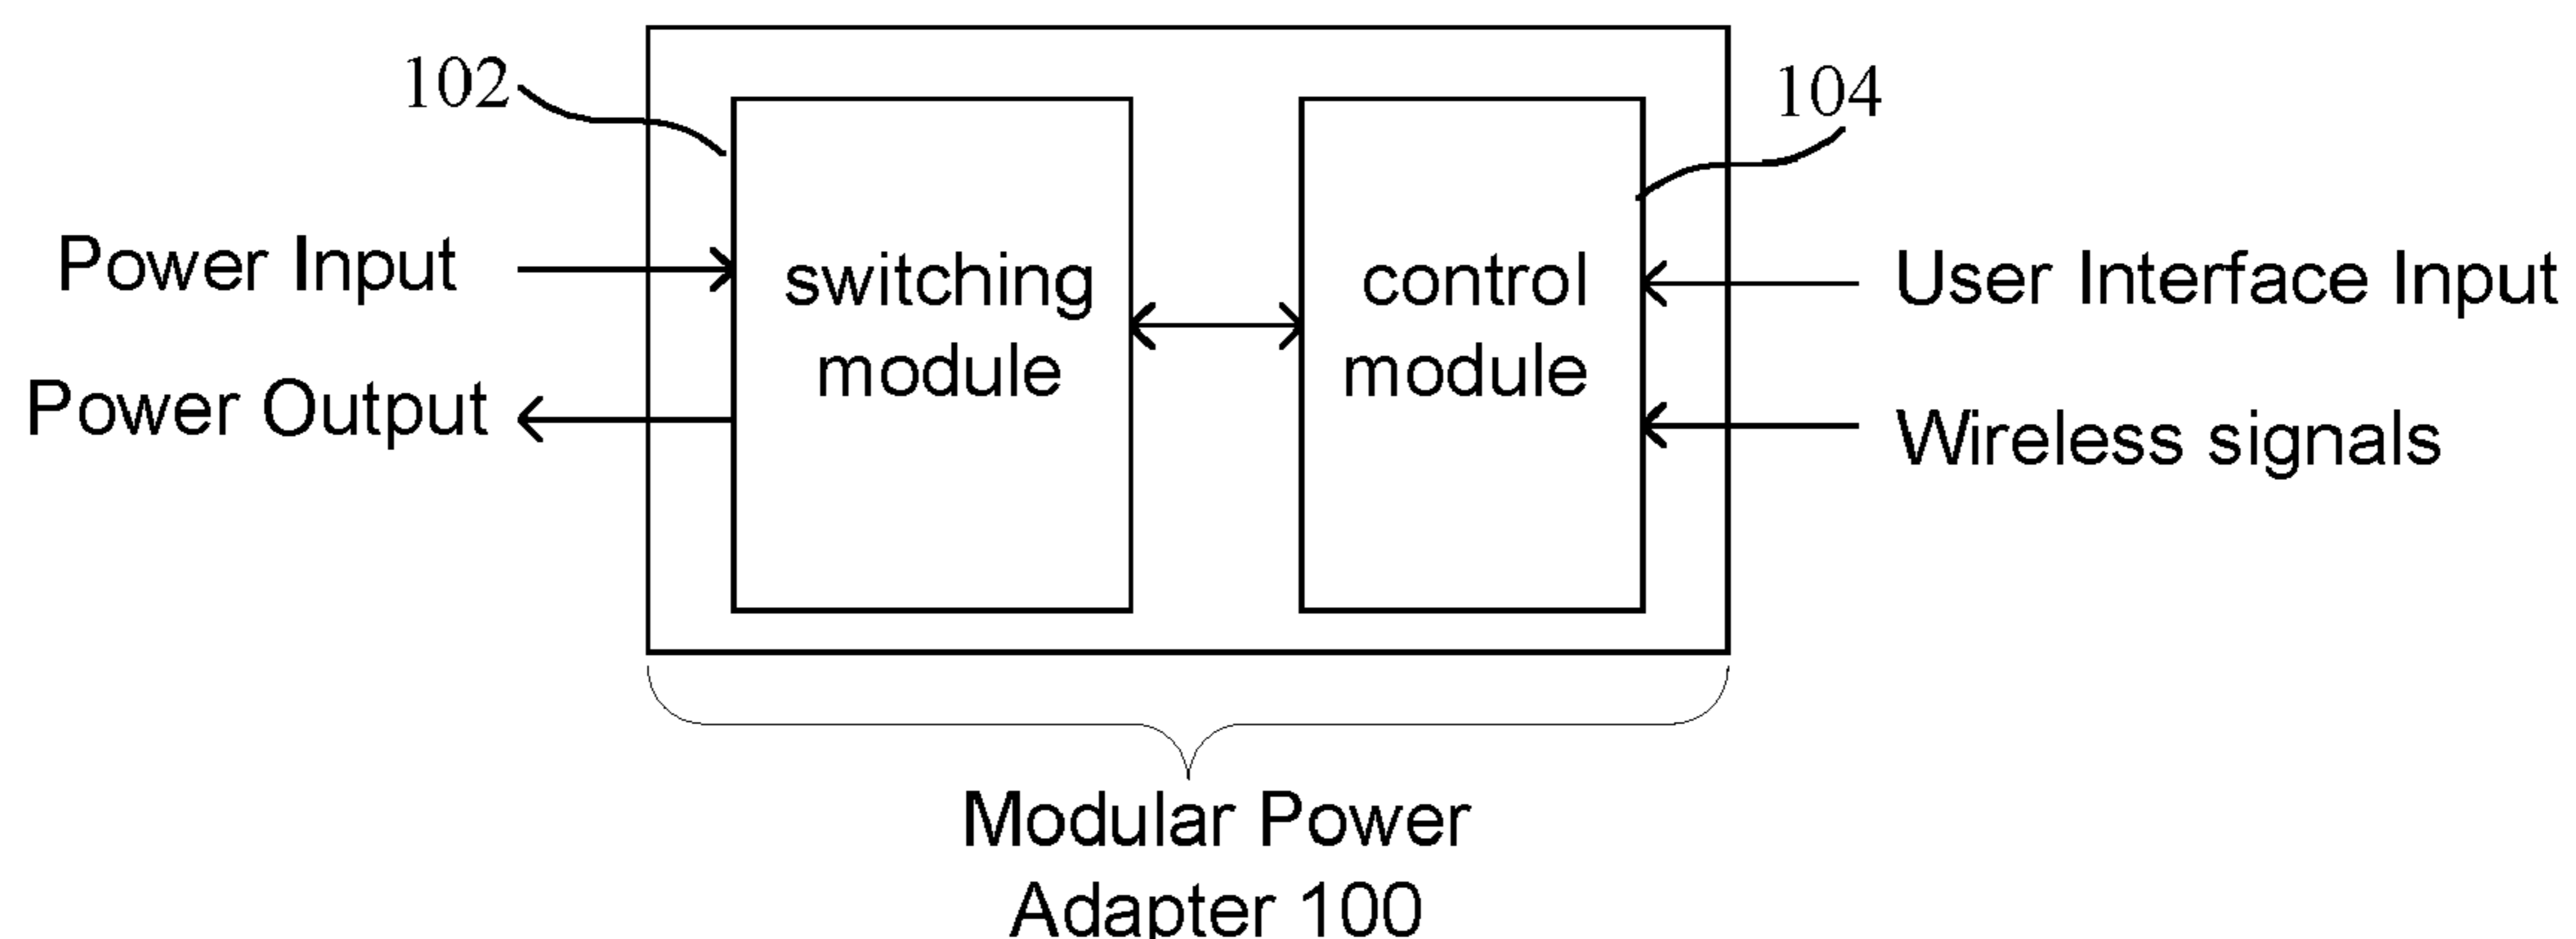 102
104
Power Input
switching
module
control
module
User Interface Input
Power Output
Wireless signals
Modular Power
Adapter 100